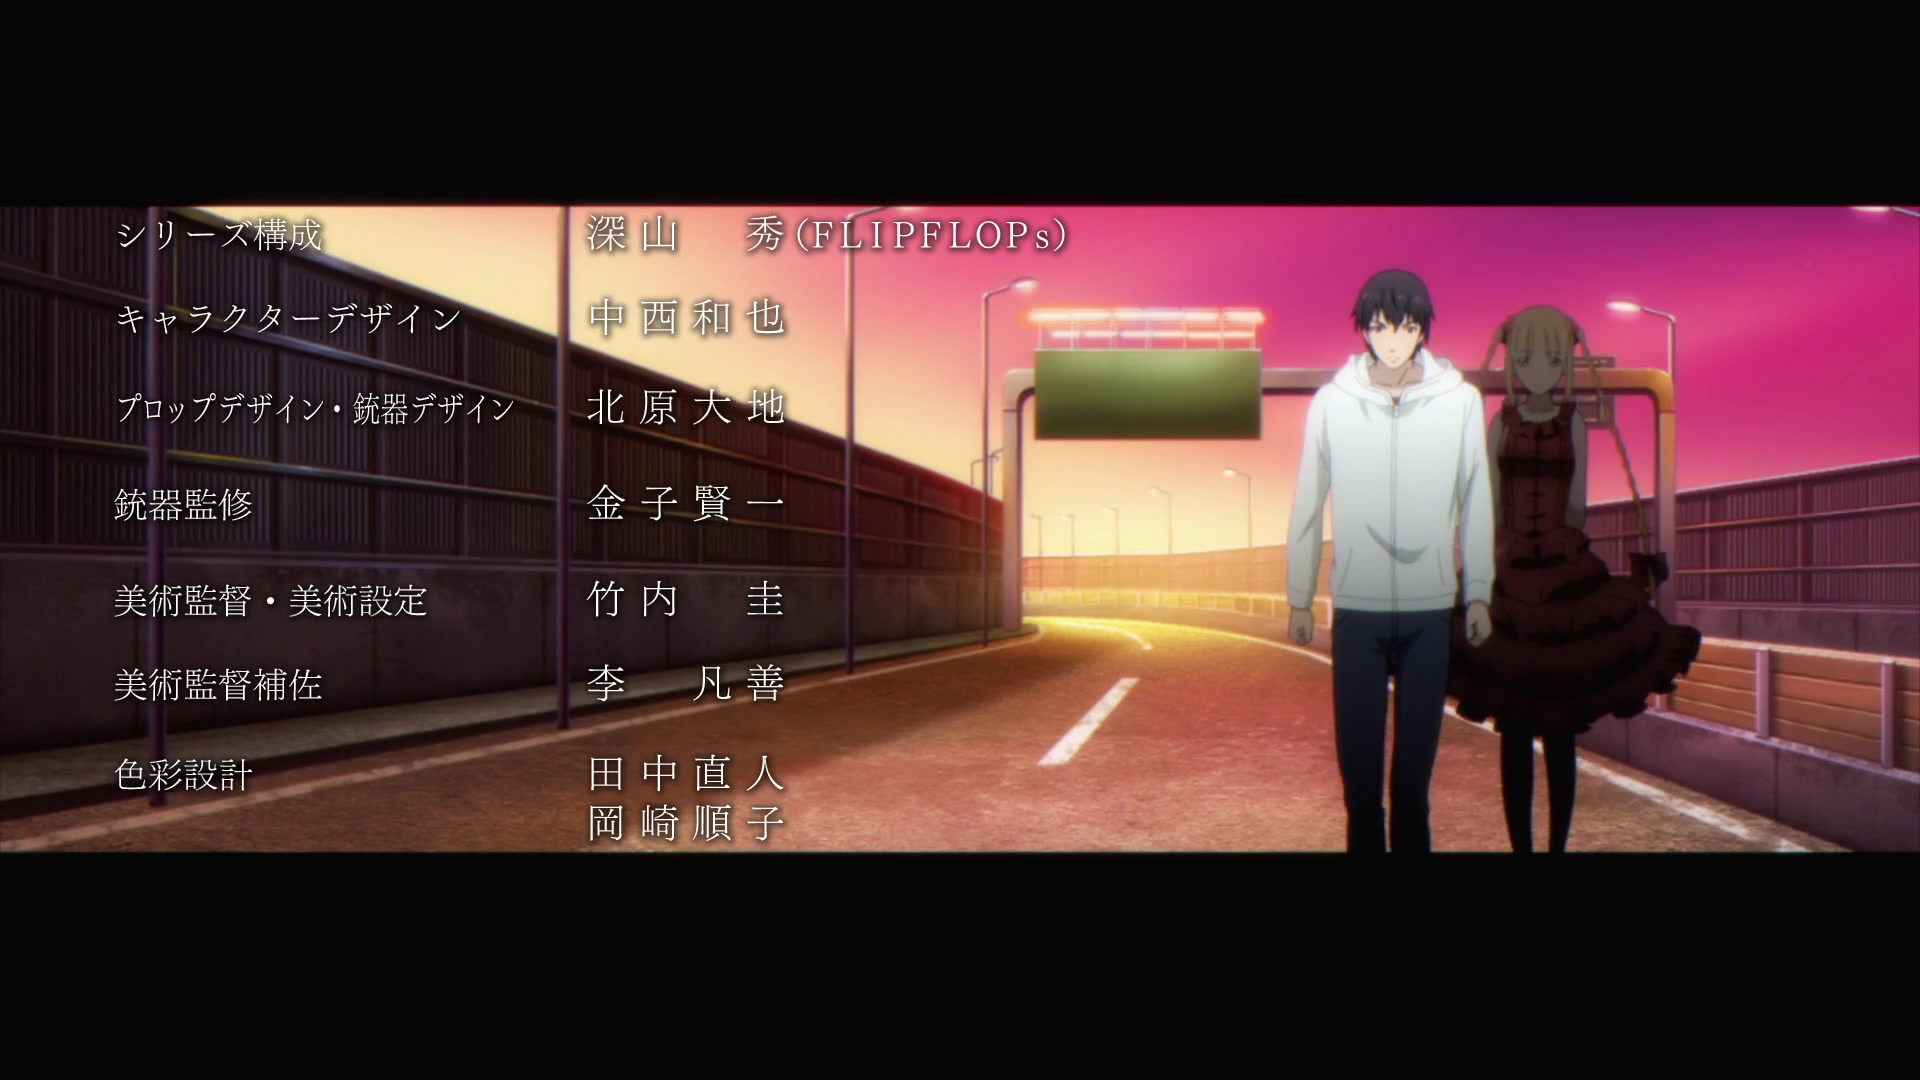 シリーズ構成 深山 秀(FLIPFLOPs)
キャラクターデザイン 中西和也
プロップデザイン・銃器デザイン 北原大地
銃器監修 金子賢一
美術監督・美術設定 竹内 圭
美術監督補佐 李 凡善
色彩設計 田中直人
岡崎順子